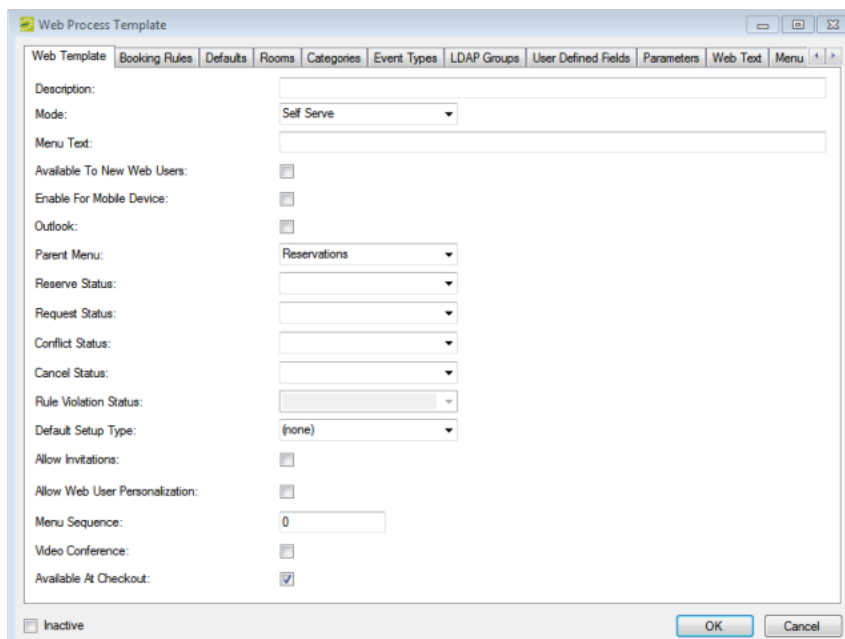 Web Process Template
Web Template Booking Rules Defaults Rooms Categories Event Types LDAP Groups User Defined Fields Parameters Web Text Menu
Description:
Mode: Self Serve
Menu Text:
Available To New Web Users:
Enable For Mobile Device:
Outlook:
Parent Menu: Reservations
Reserve Status:
Request Status:
Conflict Status:
Cancel Status:
Rule Violation Status:
Default Setup Type: (none)
Allow Invitations:
Allow Web User Personalization:
Menu Sequence: 0
Video Conference:
Available At Checkout:
Inactive OK Cancel